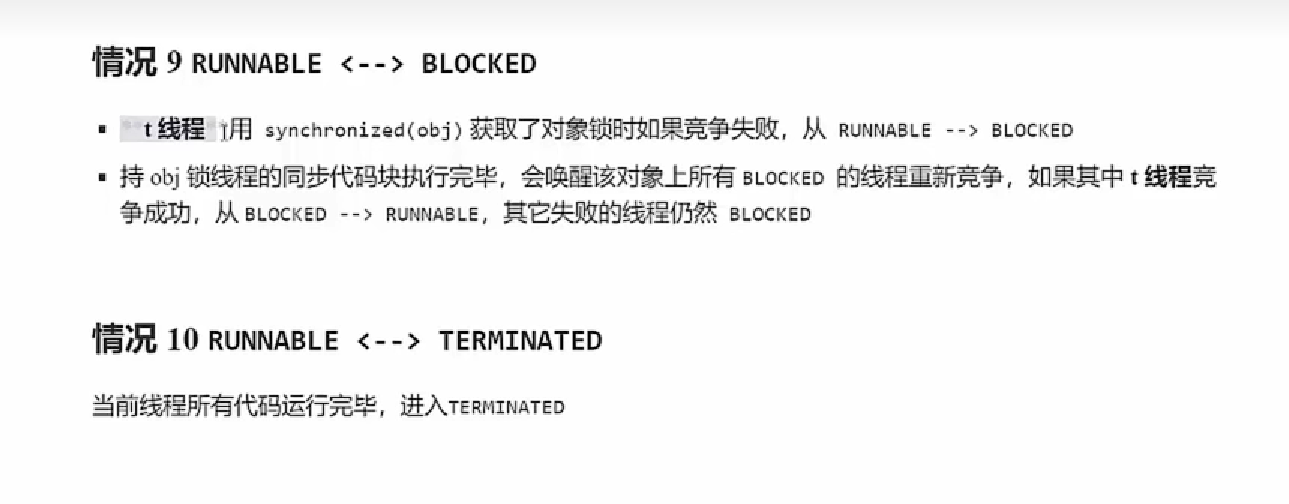 情况 9 RUNNABLE <--> BLOCKED
▪ **t 线程**用 synchronized(obj) 获取了对象锁时如果竞争失败，从 RUNNABLE --> BLOCKED
▪ 持 obj 锁线程的同步代码块执行完毕，会唤醒该对象上所有 BLOCKED 的线程重新竞争，如果其中 t 线程竞
争成功，从 BLOCKED --> RUNNABLE，其它失败的线程仍然 BLOCKED
情况 10 RUNNABLE <--> TERMINATED
当前线程所有代码运行完毕，进入TERMINATED